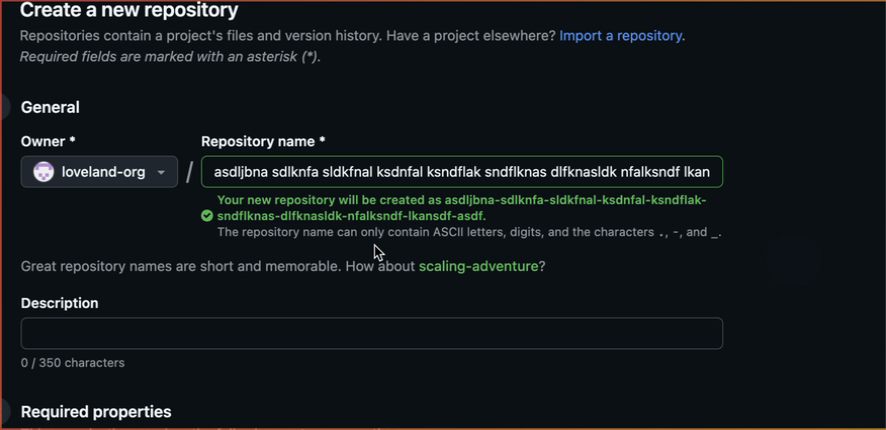 Create a new repository
Repositories contain a project's files and version history. Have a project elsewhere? Import a repository.
Required fields are marked with an asterisk (*).
General
Owner *
Repository name *
loveland-org
/
asdljbna sdlknfa sldkfnal ksdnfal ksndflak sndflknas dlfknasldk nfalksndf lkan
Your new repository will be created as asdljbna-sdlknfa-sldkfnal-ksdnfal-ksndflak-
sndflknas-dlfknasldk-nfalksndf-lkansdf-asdf.
The repository name can only contain ASCII letters, digits, and the characters ., -, and _.
Great repository names are short and memorable. How about scaling-adventure?
Description
0 / 350 characters
Required properties